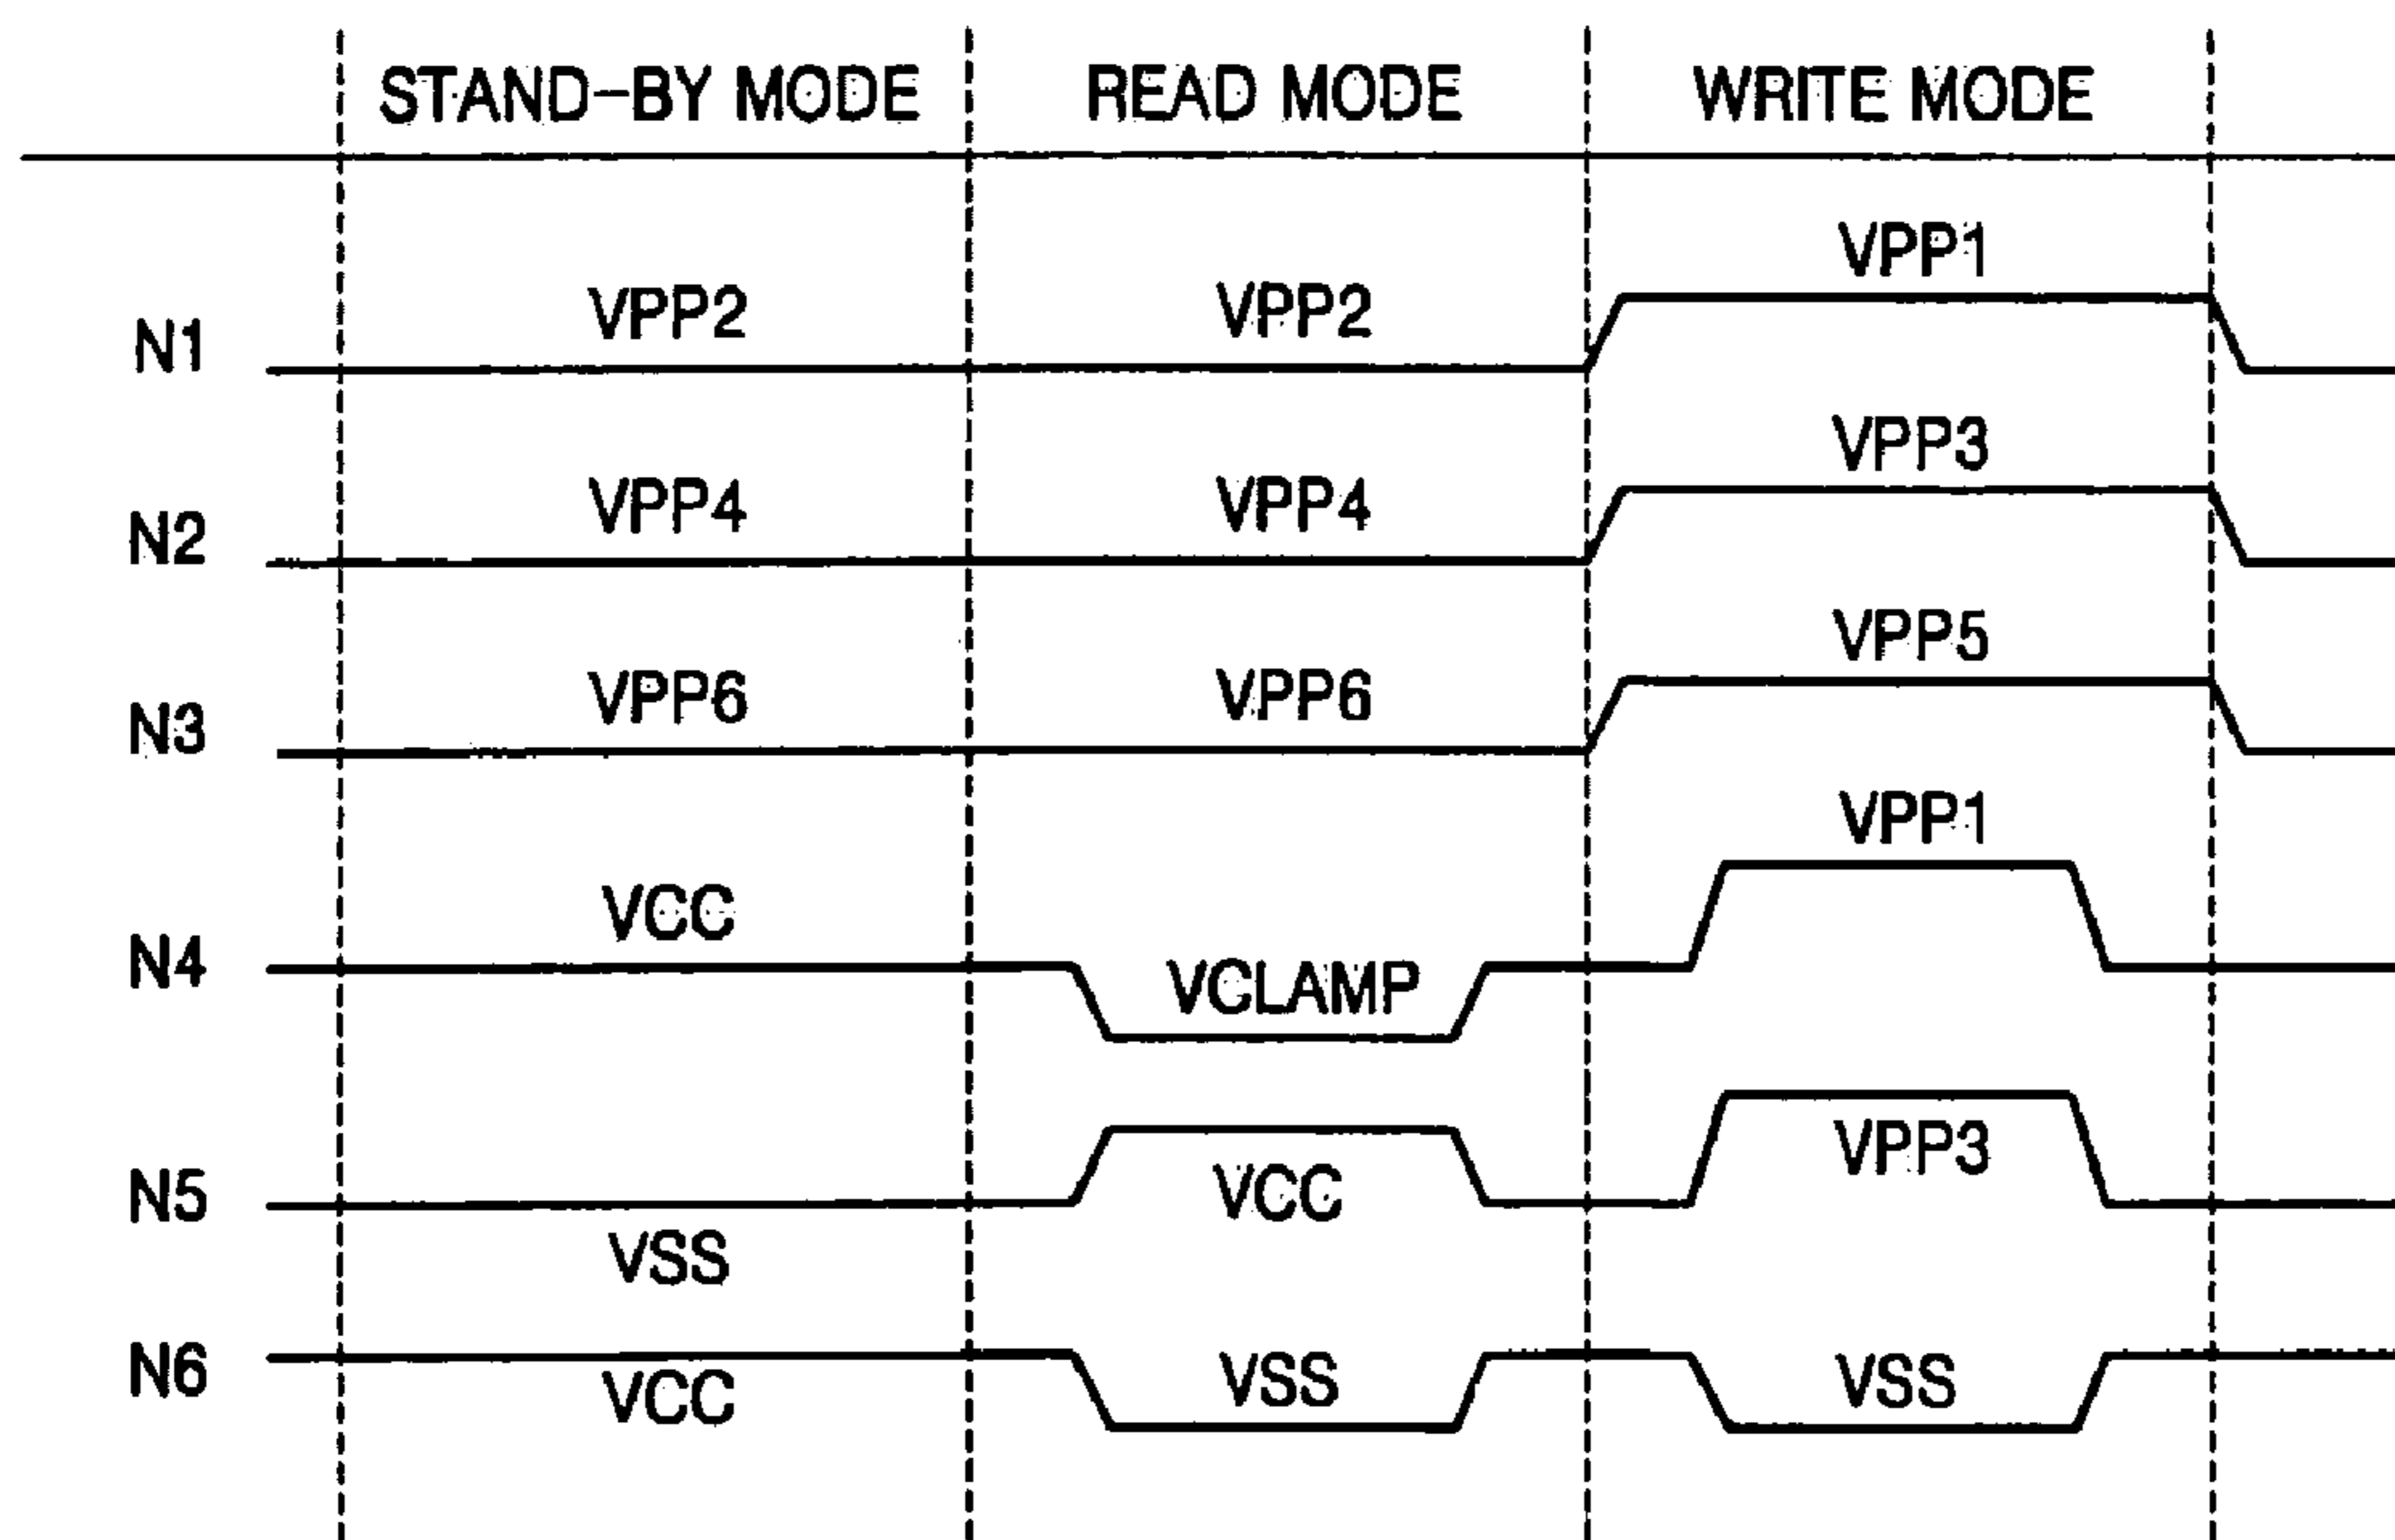 STAND-BY MODE READ MODE WRITE MODE
N1 VPP2 VPP2 VPP1
N2 VPP4 VPP4 VPP3
N3 VPP6 VPP6 VPP5
N4 VCC VCLAMP VPP1
N5 VSS VCC VPP3
N6 VCC VSS VSS